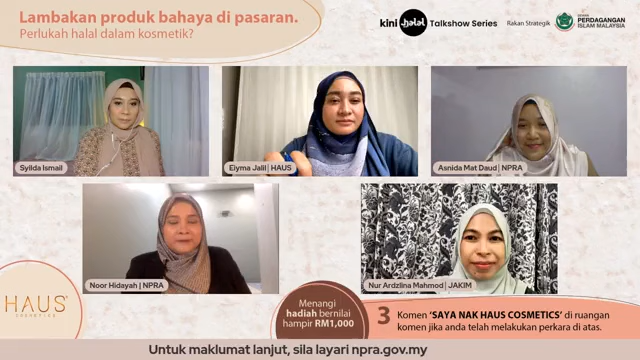 Lambakan produk bahaya di pasaran.
Perlukah halal dalam kosmetik?
kini halal Talkshow Series
Rakan Strategik
DEWAN
PERDAGANGAN
ISLAM MALAYSIA
Syilda Ismail
Eiyma Jalil | HAUS
Asnida Mat Daud | NPRA
Noor Hidayah | NPRA
Nur Ardzlina Mahmod | JAKIM
HAUS
COSMETICS
Menangi
hadiah bernilai
hampir RM1,000
3 Komen ‘SAYA NAK HAUS COSMETICS’ di ruangan
komen jika anda telah melakukan perkara di atas.
Untuk maklumat lanjut, sila layari npra.gov.my